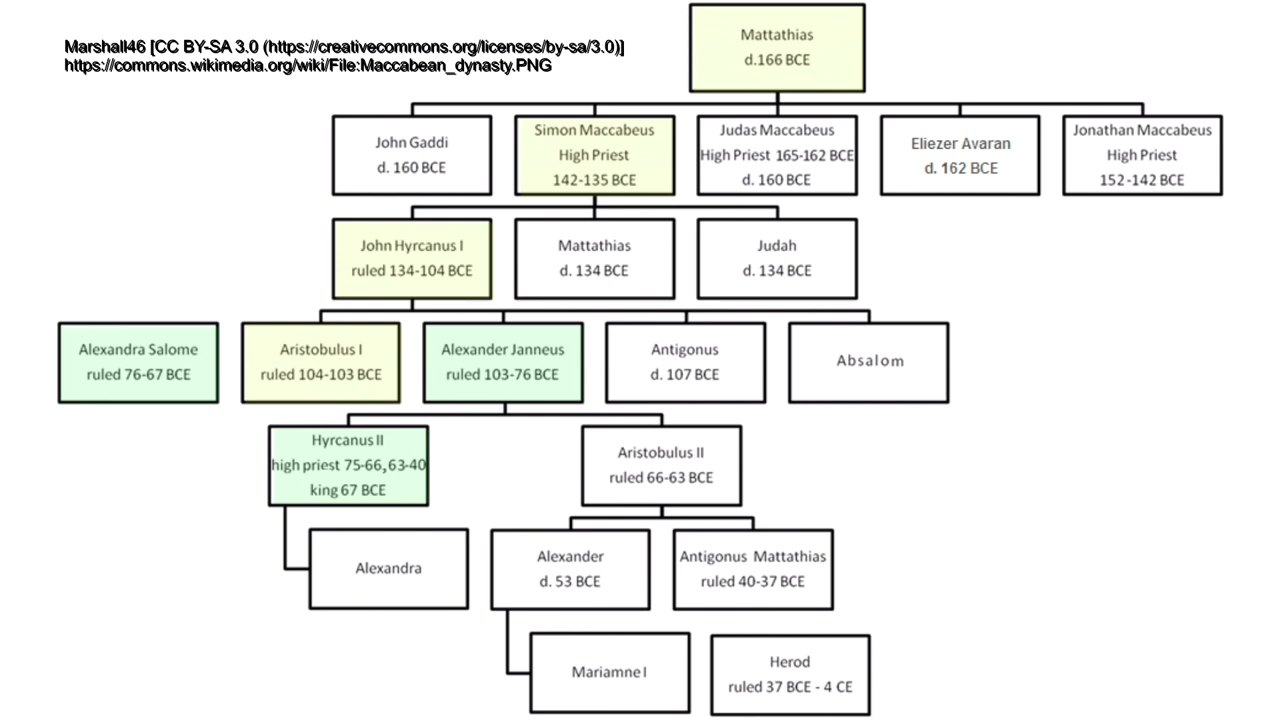 Marshall46 [CC BY-SA 3.0 (https://creativecommons.org/licenses/by-sa/3.0)]
https://commons.wikimedia.org/wiki/File:Maccabean_dynasty.PNG
Mattathias
d.166 BCE
John Gaddi
d. 160 BCE
Simon Maccabeus
High Priest
142-135 BCE
Judas Maccabeus
High Priest 165-162 BCE
d. 160 BCE
Eliezer Avaran
d. 162 BCE
Jonathan Maccabeus
High Priest
152-142 BCE
John Hyrcanus I
ruled 134-104 BCE
Mattathias
d. 134 BCE
Judah
d. 134 BCE
Alexandra Salome
ruled 76-67 BCE
Aristobulus I
ruled 104-103 BCE
Alexander Janneus
ruled 103-76 BCE
Antigonus
d. 107 BCE
Absalom
Hyrcanus II
high priest 75-66, 63-40
king 67 BCE
Aristobulus II
ruled 66-63 BCE
Alexandra
Alexander
d. 53 BCE
Antigonus Mattathias
ruled 40-37 BCE
Mariamne I
Herod
ruled 37 BCE - 4 CE